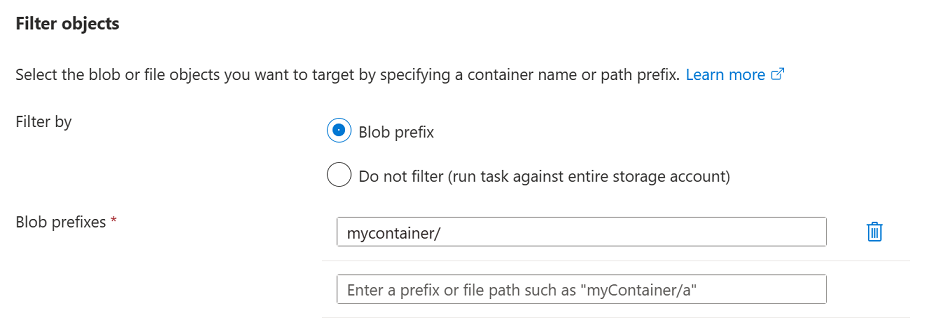 Filter objects
Select the blob or file objects you want to target by specifying a container name or path prefix. Learn more
Filter by
Blob prefix
Do not filter (run task against entire storage account)
Blob prefixes *
mycontainer/
Enter a prefix or file path such as "myContainer/a"